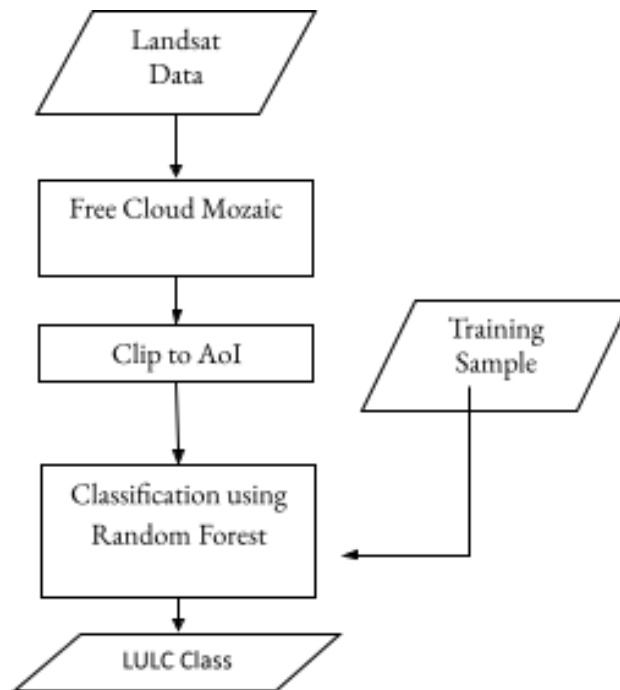 Landsat
Data
Free Cloud Mozaic
Clip to AoI
Training
Sample
Classification using
Random Forest
LULC Class